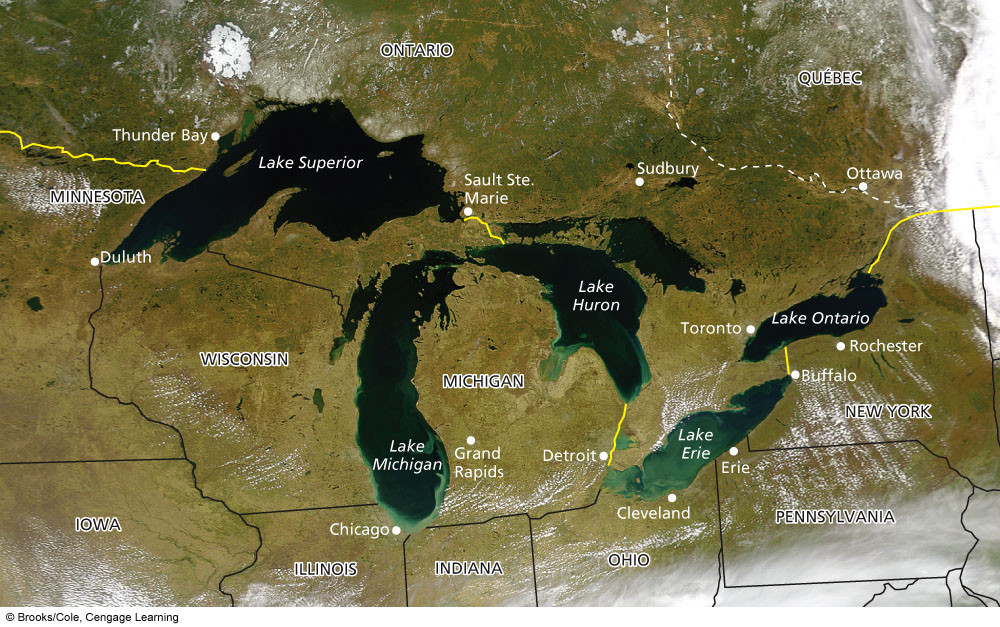 ONTARIO
QUÉBEC
Thunder Bay
Lake Superior
Sudbury
Ottawa
MINNESOTA
Sault Ste.
Marie
Duluth
Lake
Huron
Lake Ontario
Toronto
Rochester
WISCONSIN
MICHIGAN
Buffalo
NEW YORK
Lake
Michigan
Grand
Rapids
Detroit
Lake
Erie
Erie
Cleveland
IOWA
Chicago
PENNSYLVANIA
ILLINOIS
INDIANA
OHIO
© Brooks/Cole, Cengage Learning